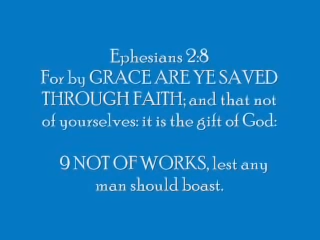 Ephesians 2:8
For by GRACE ARE YE SAVED
THROUGH FAITH; and that not
of yourselves: it is the gift of God:
9 NOT OF WORKS, lest any
man should boast.